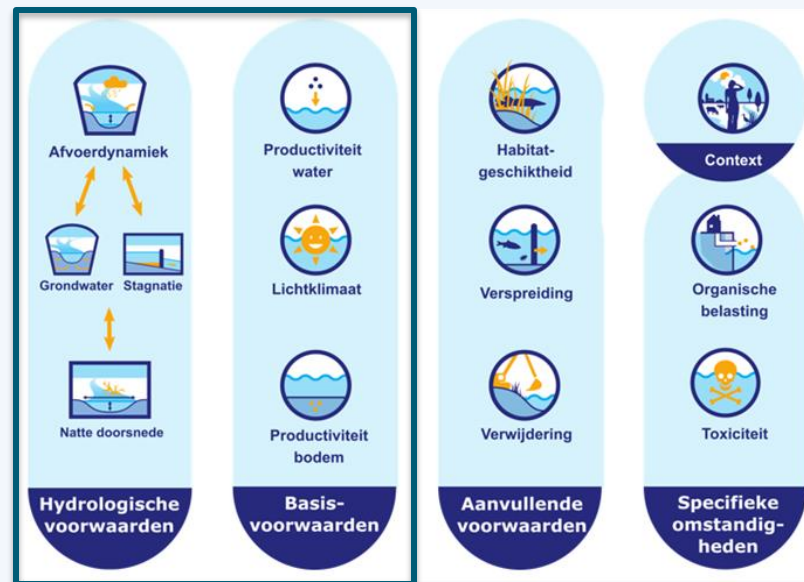 Afvoerdynamiek
Grondwater
Stagnatie
Natte doorsnede
Hydrologische
voorwaarden
Productiviteit
water
Lichtklimaat
Productiviteit
bodem
Basis-
voorwaarden
Habitat-
geschiktheid
Verspreiding
Verwijdering
Aanvullende
voorwaarden
Context
Organische
belasting
Toxiciteit
Specifieke
omstandig-
heden